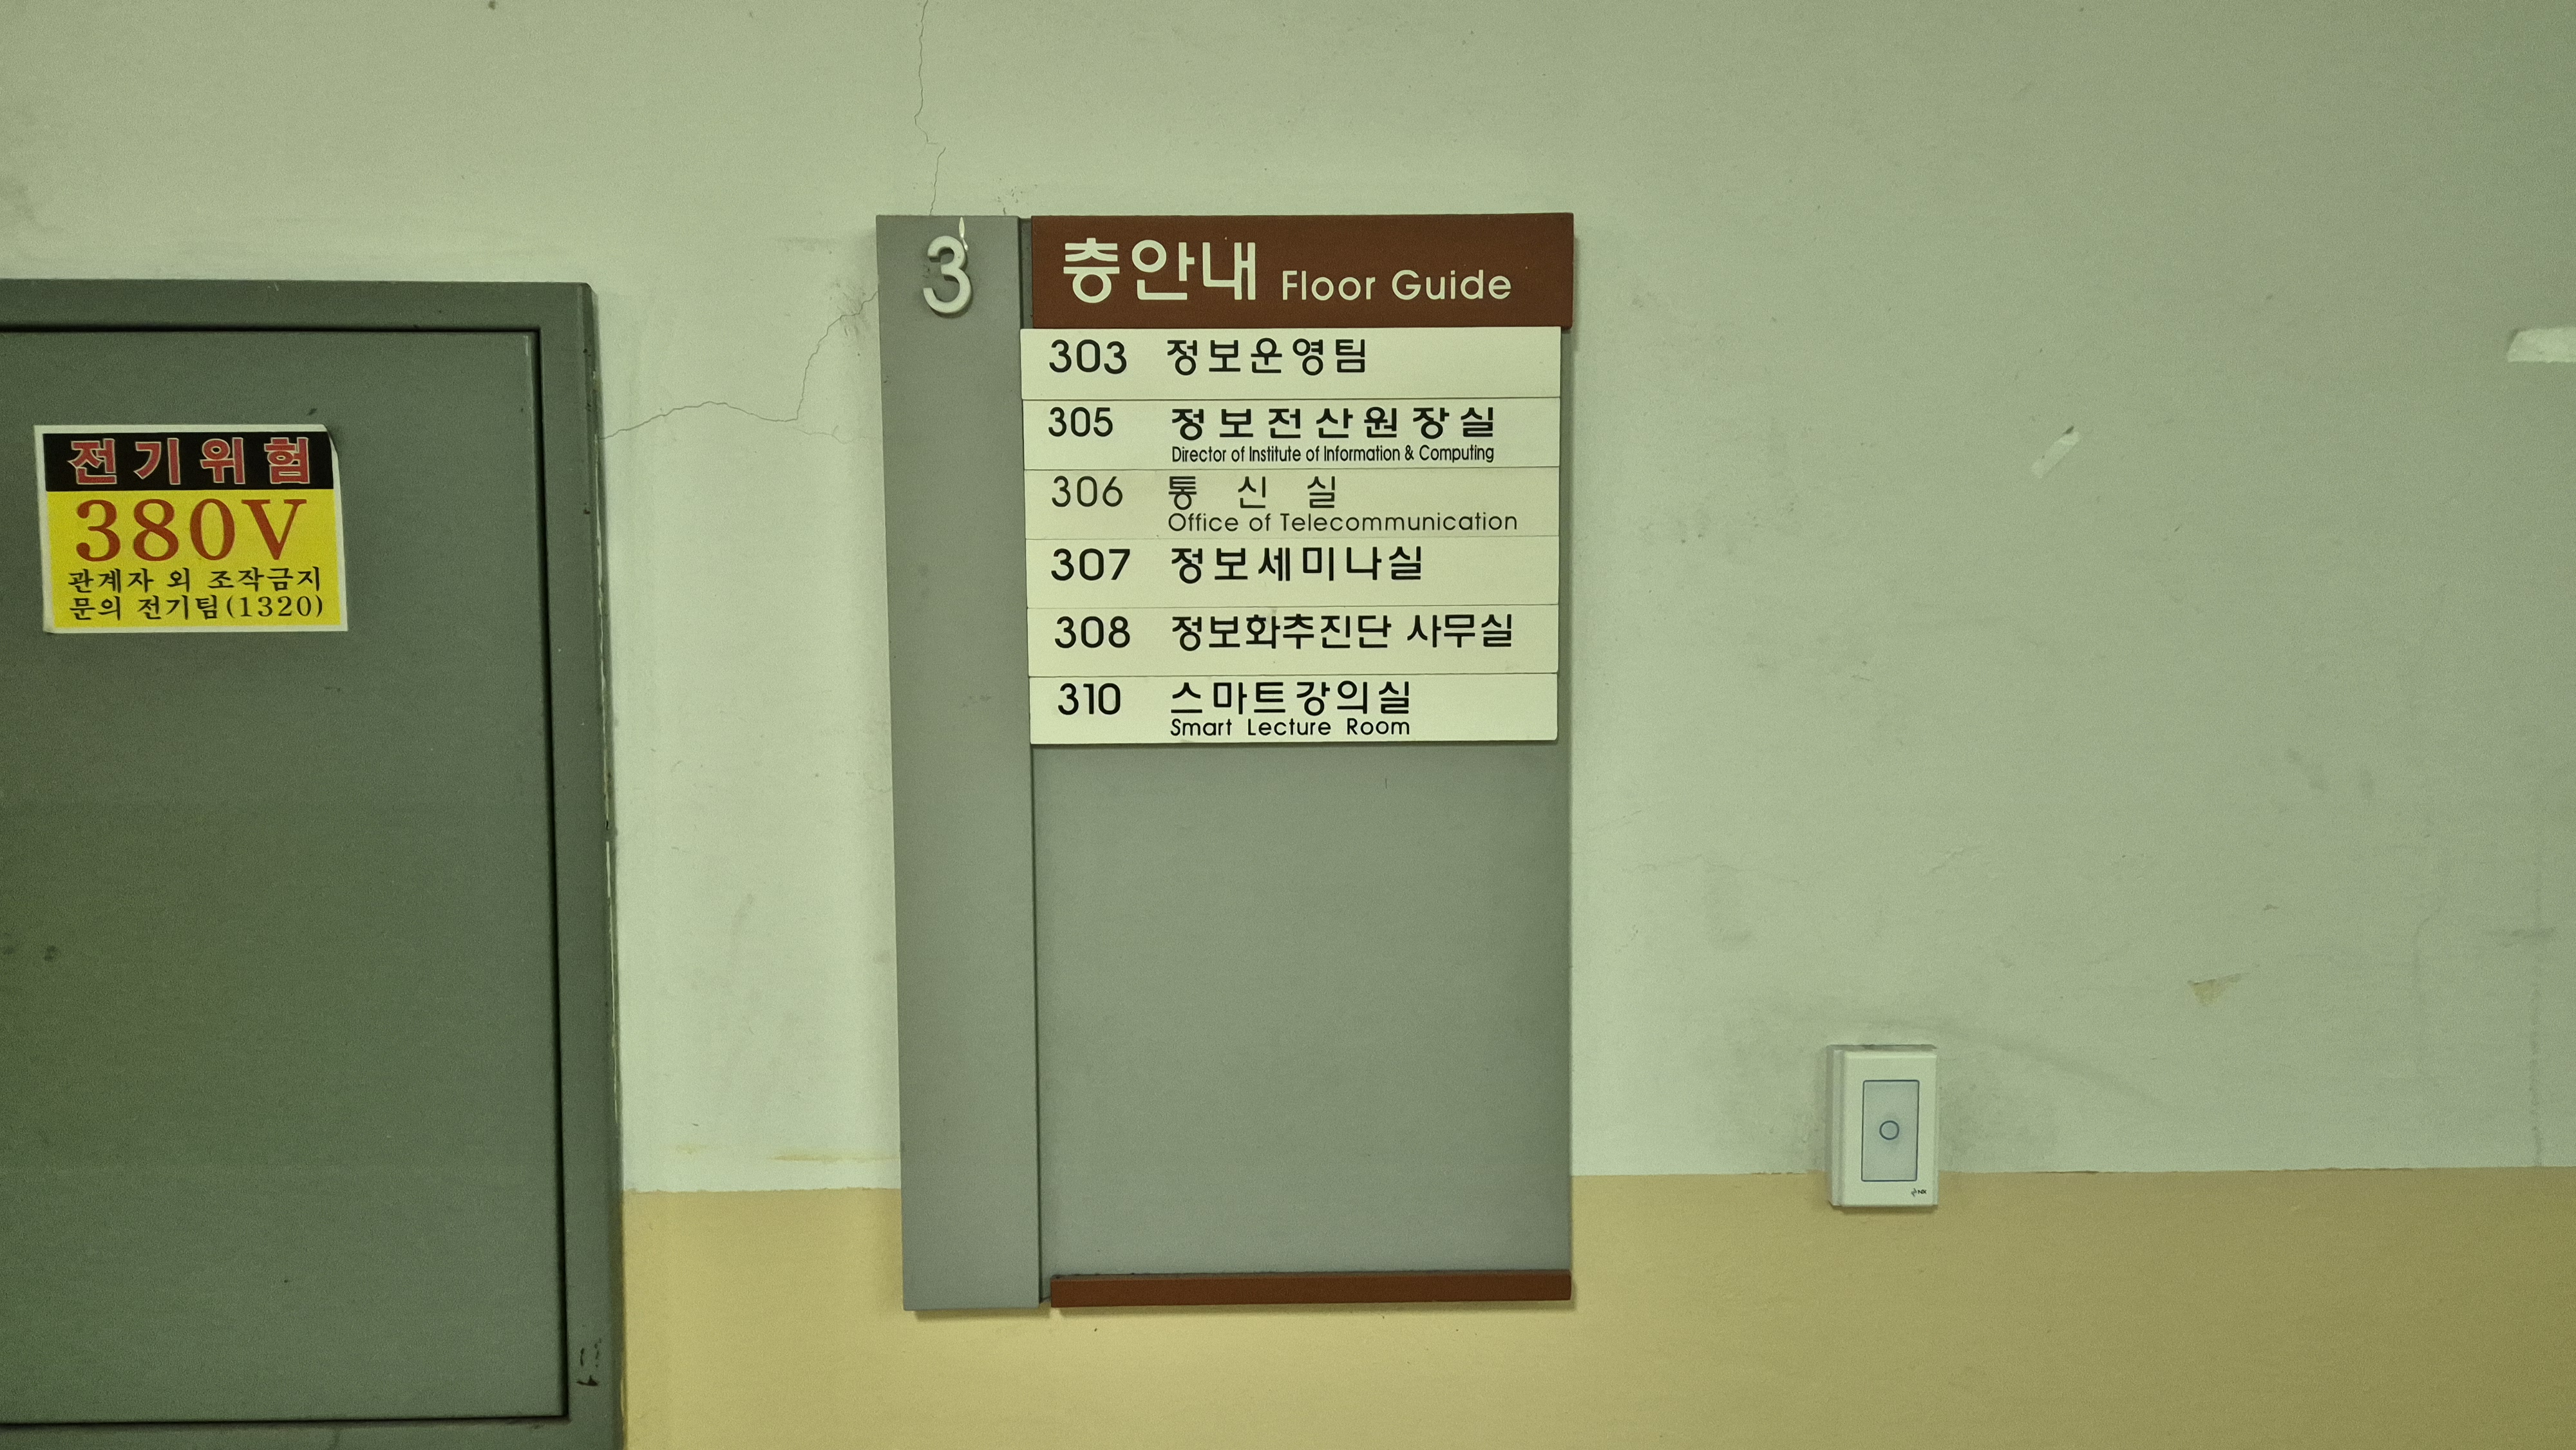 전기위험
380V
관계자 외 조작금지
문의 전기팀(1320)
3
층안내 Floor Guide
303 정보운영팀
305 정보전산원장실
Director of Institute of Information & Computing
306 통신실
Office of Telecommunication
307 정보세미나실
308 정보화추진단 사무실
310 스마트강의실
Smart Lecture Room